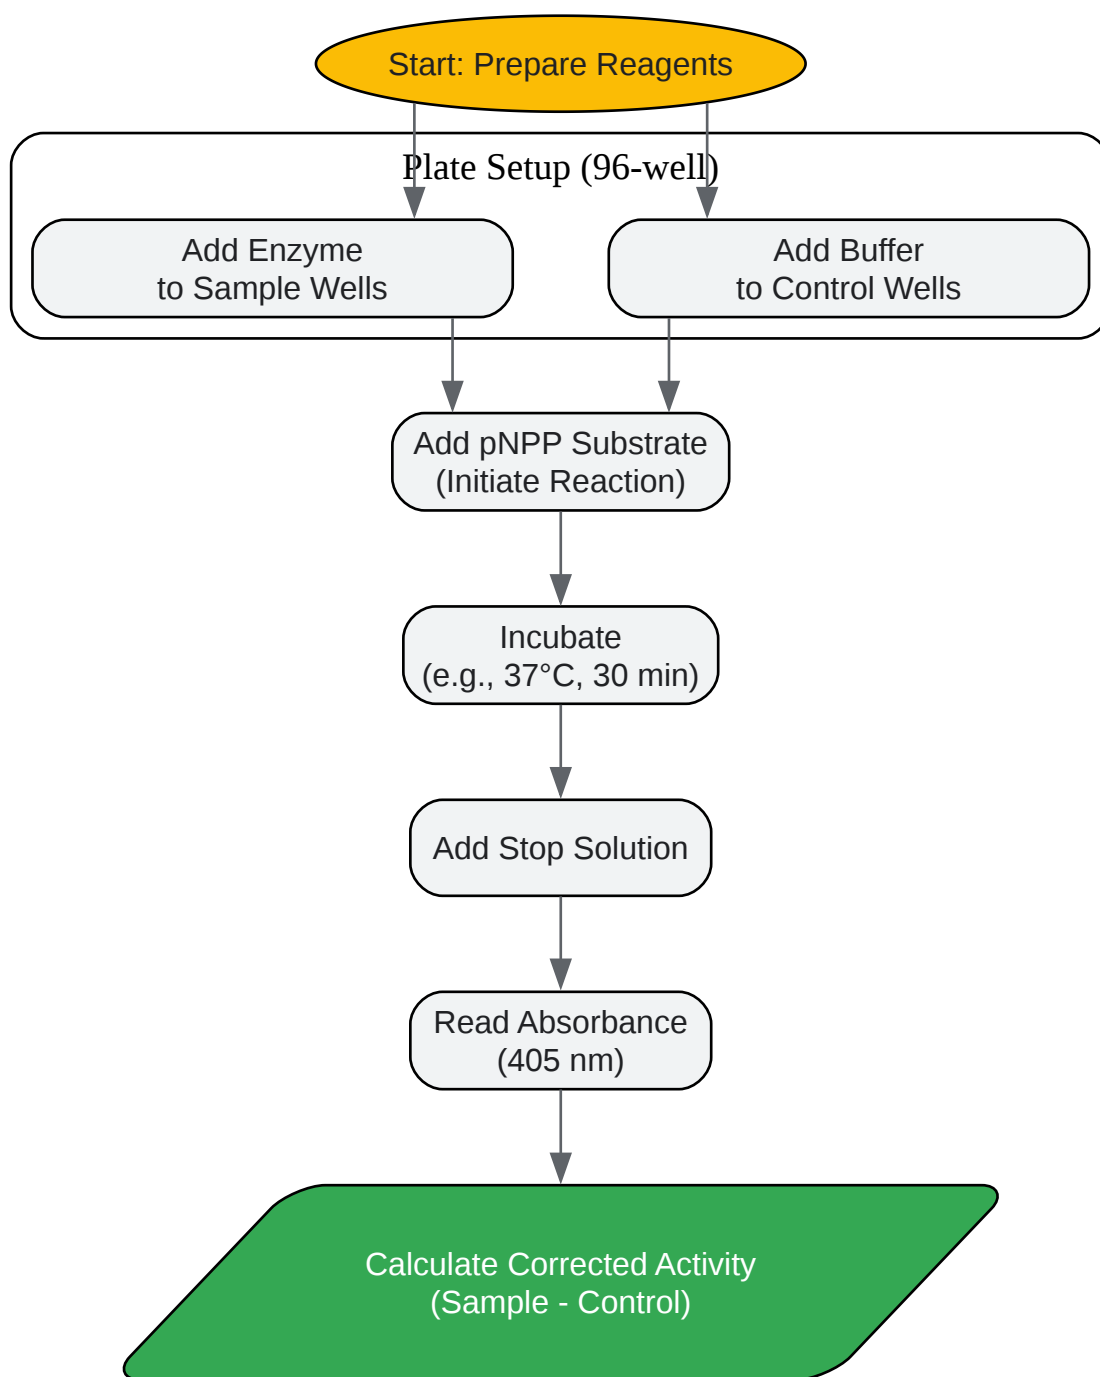 Start: Prepare Reagents
Plate Setup (96-well)
Add Enzyme
to Sample Wells
Add Buffer
to Control Wells
Add pNPP Substrate
(Initiate Reaction)
Incubate
(e.g., 37°C, 30 min)
Add Stop Solution
Read Absorbance
(405 nm)
Calculate Corrected Activity
(Sample - Control)